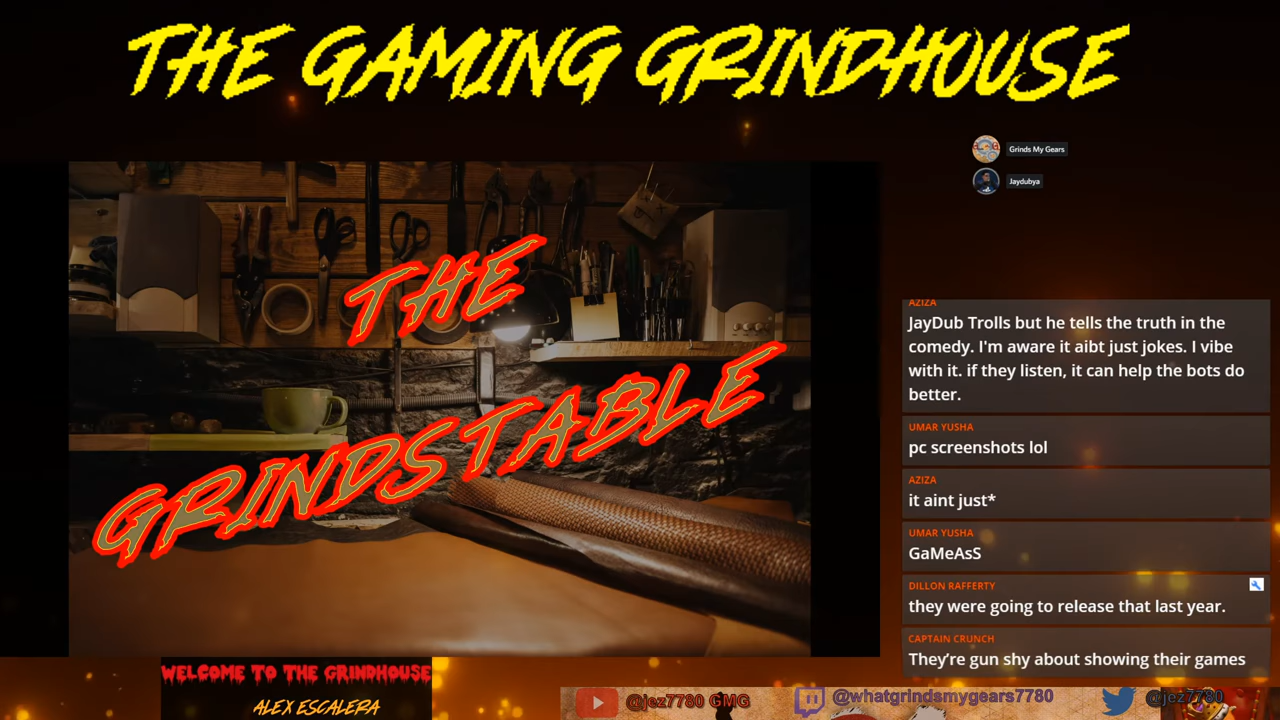 THE GAMING GRINDHOUSE
Grinds My Gears
Jaydubya
THE
GRINDSTABLE
AZIZA
JayDub Trolls but he tells the truth in the
comedy. I'm aware it aibt just jokes. I vibe
with it. if they listen, it can help the bots do
better.
UMAR YUSHA
pc screenshots lol
AZIZA
it aint just*
UMAR YUSHA
GaMeAsS
DILLON RAFFERTY
they were going to release that last year.
CAPTAIN CRUNCH
They're gun shy about showing their games
WELCOME TO THE GRINDHOUSE
ALEX ESCALERA
@jez7780 GMG
@whatgrindsmygears7780
@jez7780